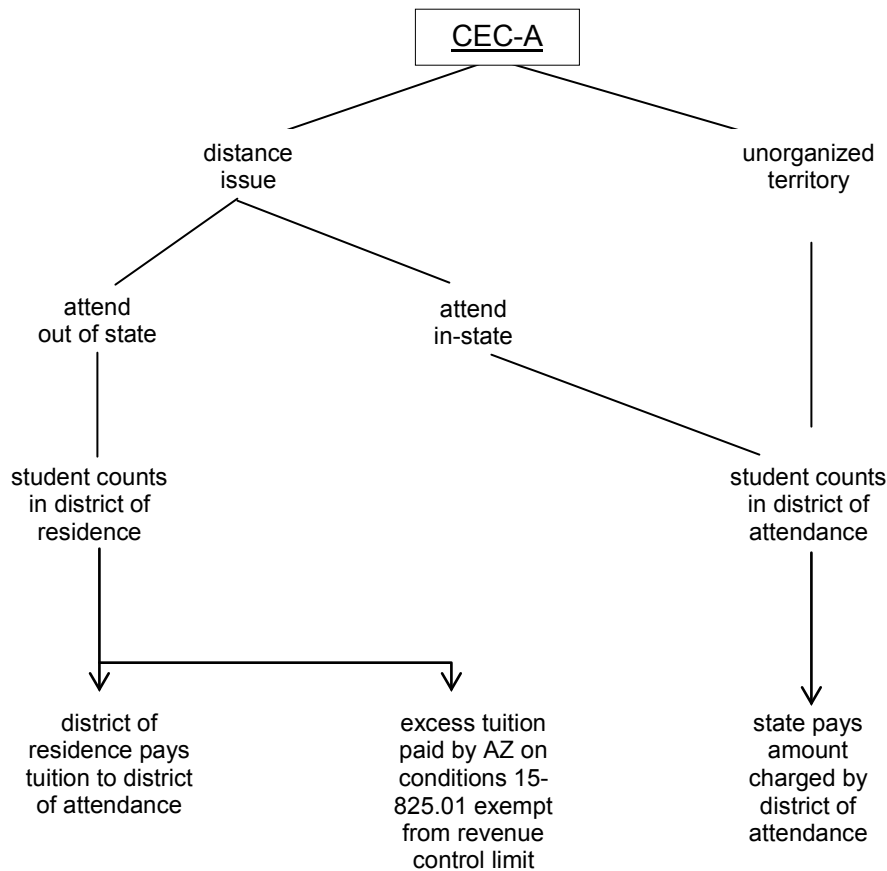 CEC-A
distance
issue
unorganized
territory
attend
out of state
attend
in-state
student counts
in district of
residence
student counts
in district of
attendance
district of
residence pays
tuition to district
of attendance
excess tuition
paid by AZ on
conditions 15-
825.01 exempt
from revenue
control limit
state pays
amount
charged by
district of
attendance